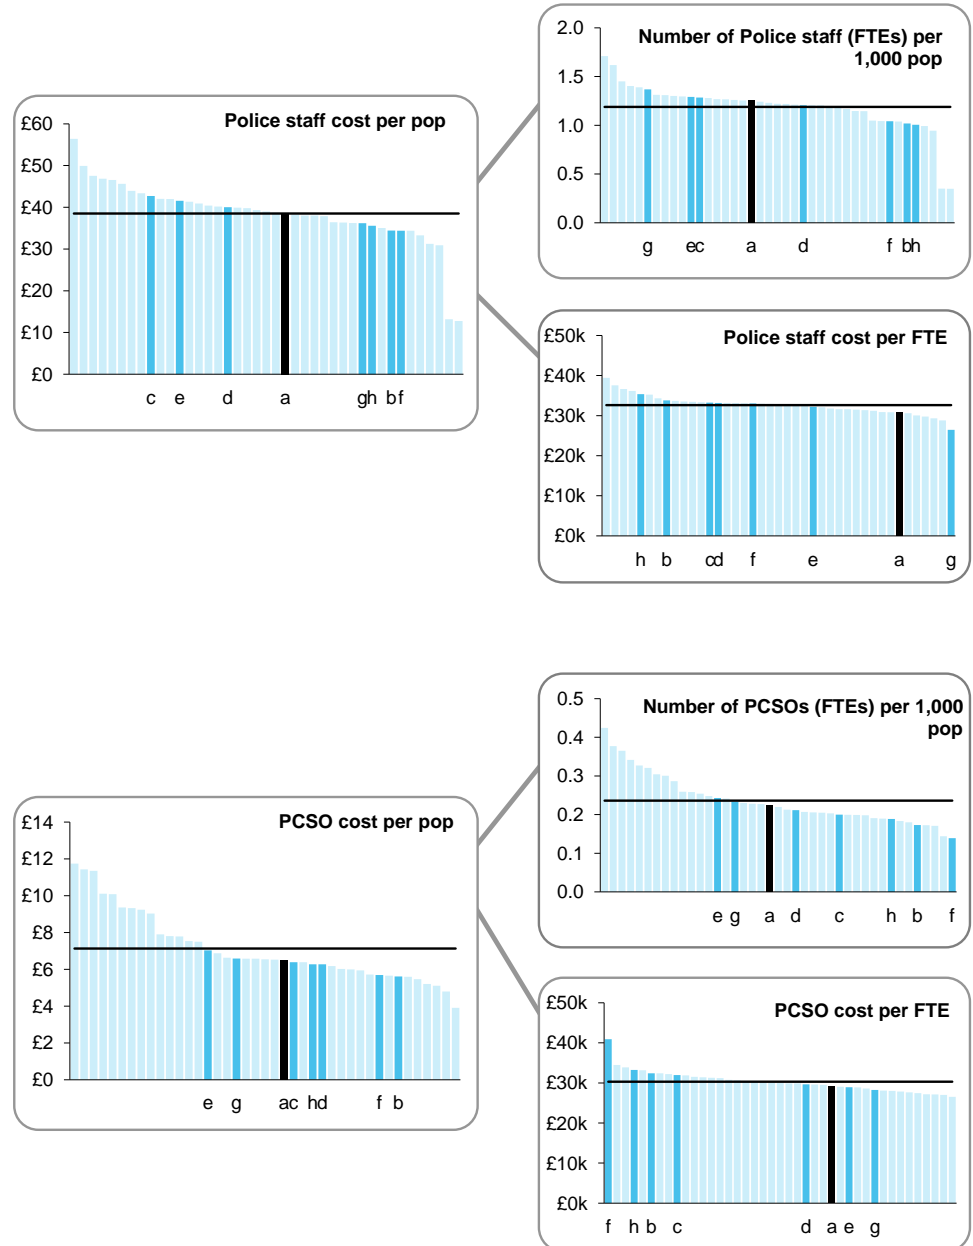 Number of Police staff (FTEs) per
1,000 pop
2.0
1.5
1.0
0.5
0.0
g ec a d f bh
Police staff cost per pop
£60
£50
£40
£30
£20
£10
£0
c e d a gh bf
Police staff cost per FTE
£50k
£40k
£30k
£20k
£10k
£0k
h b cd f e a g
Number of PCSOs (FTEs) per 1,000
pop
0.5
0.4
0.3
0.2
0.1
0.0
e g a d c h b f
PCSO cost per pop
£14
£12
£10
£8
£6
£4
£2
£0
e g ac hd f b
PCSO cost per FTE
£50k
£40k
£30k
£20k
£10k
£0k
f h b c d a e g